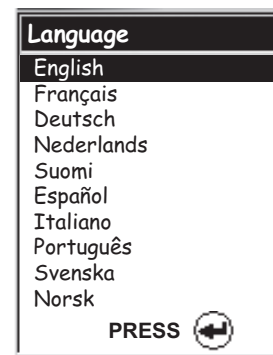 Language
English
Français
Deutsch
Nederlands
Suomi
Español
Italiano
Português
Svenska
Norsk
PRESS